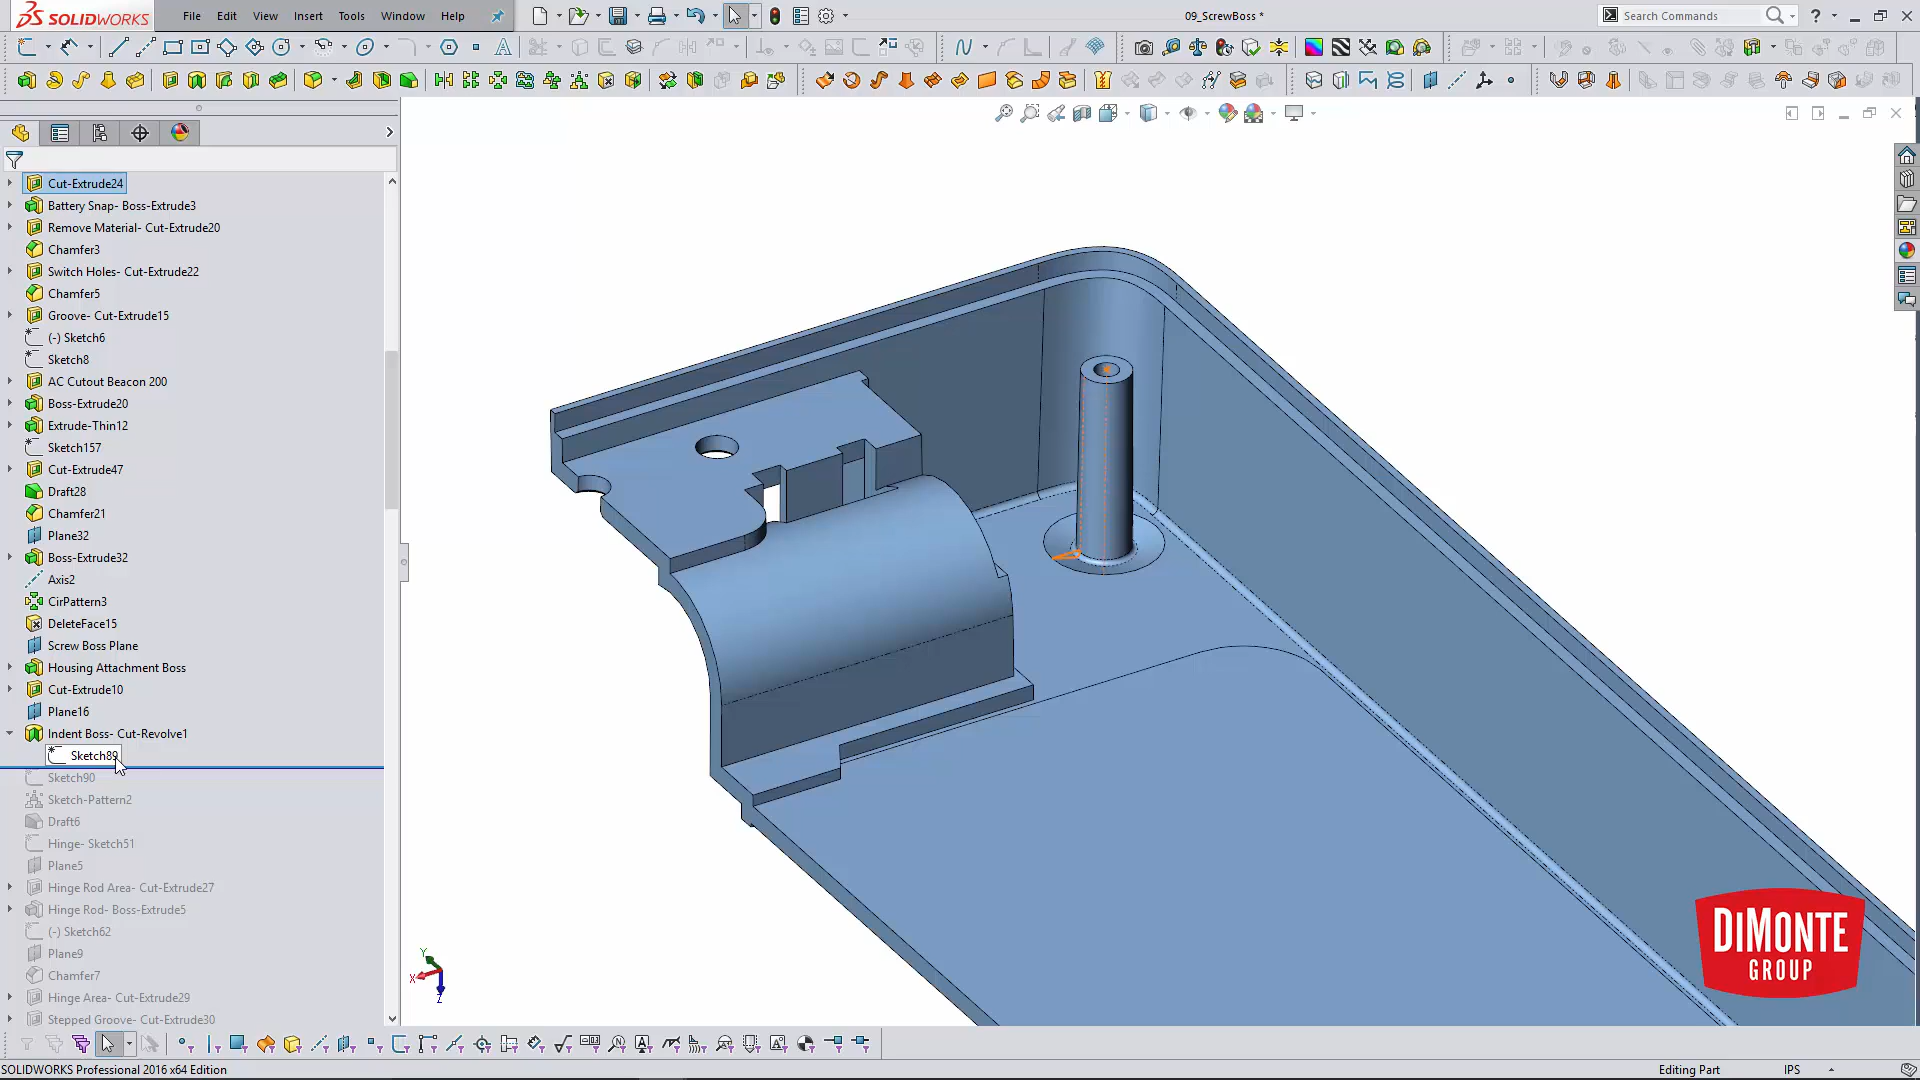 SOLIDWORKS
File Edit View Insert Tools Window Help
09_ScrewBoss *
Search Commands
Cut-Extrude24
Battery Snap- Boss-Extrude3
Remove Material- Cut-Extrude20
Chamfer3
Switch Holes- Cut-Extrude22
Chamfer5
Groove- Cut-Extrude15
(-) Sketch6
Sketch8
AC Cutout Beacon 200
Boss-Extrude20
Extrude-Thin12
Sketch157
Cut-Extrude47
Draft28
Chamfer21
Plane32
Boss-Extrude32
Axis2
CirPattern3
DeleteFace15
Screw Boss Plane
Housing Attachment Boss
Cut-Extrude10
Plane16
Indent Boss- Cut-Revolve1
Sketch89
Sketch90
Sketch-Pattern2
Draft6
Hinge- Sketch51
Plane5
Hinge Rod Area- Cut-Extrude27
Hinge Rod- Boss-Extrude5
(-) Sketch62
Plane9
Chamfer7
Hinge Area- Cut-Extrude29
Stepped Groove- Cut-Extrude30
Y
X
Z
DiMONTE
GROUP
SOLIDWORKS Professional 2016 x64 Edition
Editing Part
IPS